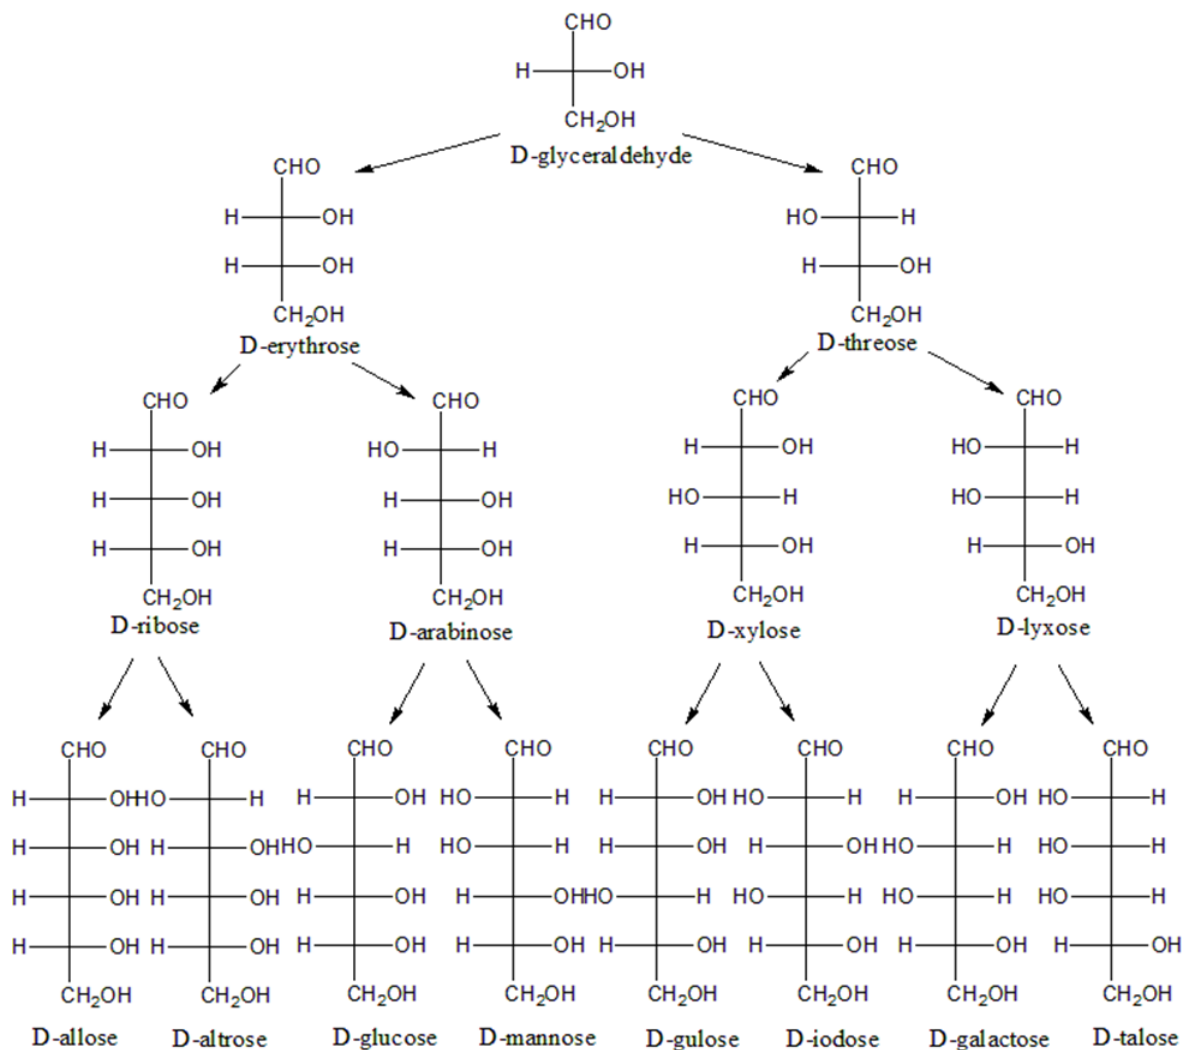 CHO
H OH
CH₂OH
D-glyceraldehyde
CHO CHO
H OH HO H
H OH H OH
CH₂OH CH₂OH
D-erythrose D-threose
CHO CHO CHO CHO
H OH HO H H OH HO H
H OH H OH HO H HO H
H OH H OH H OH H OH
CH₂OH CH₂OH CH₂OH CH₂OH
D-ribose D-arabinose D-xylose D-lyxose
CHO CHO CHO CHO CHO CHO CHO CHO
H OH HO H H OH HO H H OH HO H H OH HO H
H OH H OH HO H HO H H OH H OH HO H HO H
H OH H OH H OH H OH HO H HO H HO H HO H
H OH H OH H OH H OH H OH H OH H OH H OH
CH₂OH CH₂OH CH₂OH CH₂OH CH₂OH CH₂OH CH₂OH CH₂OH
D-allose D-altrose D-glucose D-mannose D-gulose D-iodose D-galactose D-talose